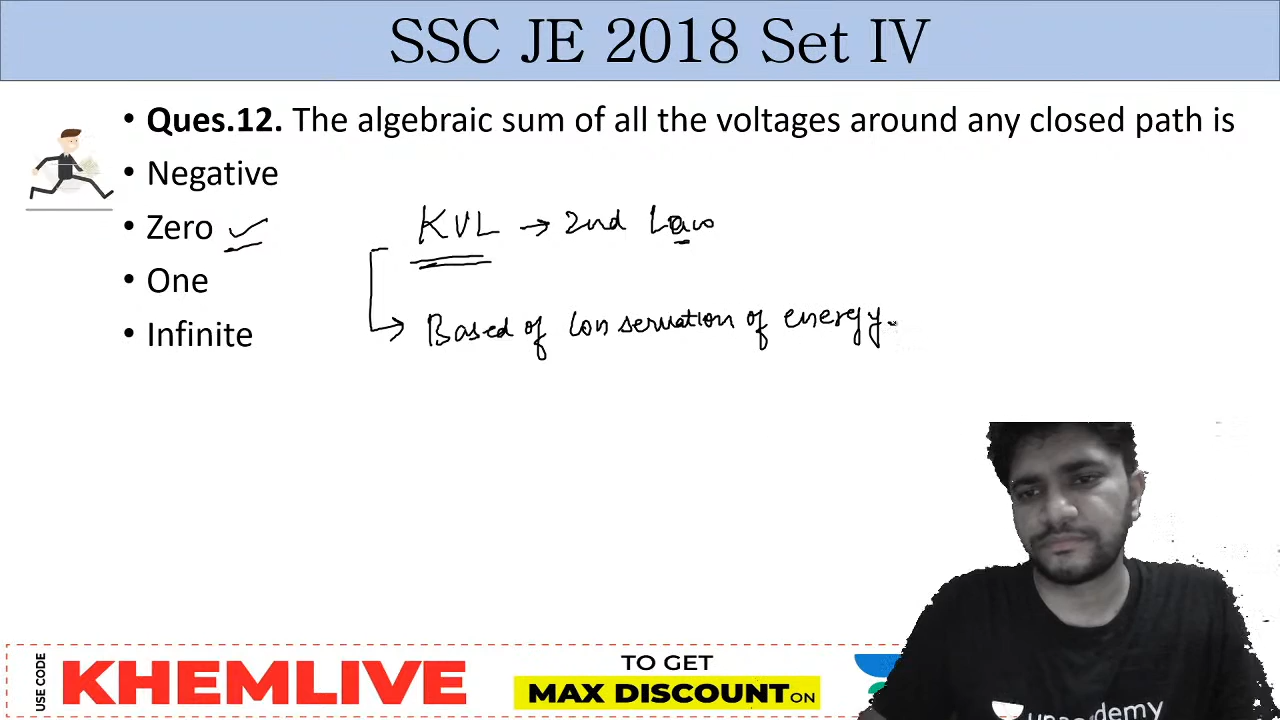 SSC JE 2018 Set IV
• Ques.12. The algebraic sum of all the voltages around any closed path is
• Negative
• Zero
KVL → 2nd Law
• One
Based of Conservation of energy.
• Infinite
USE CODE
KHEMLIVE
TO GET
MAX DISCOUNT ON